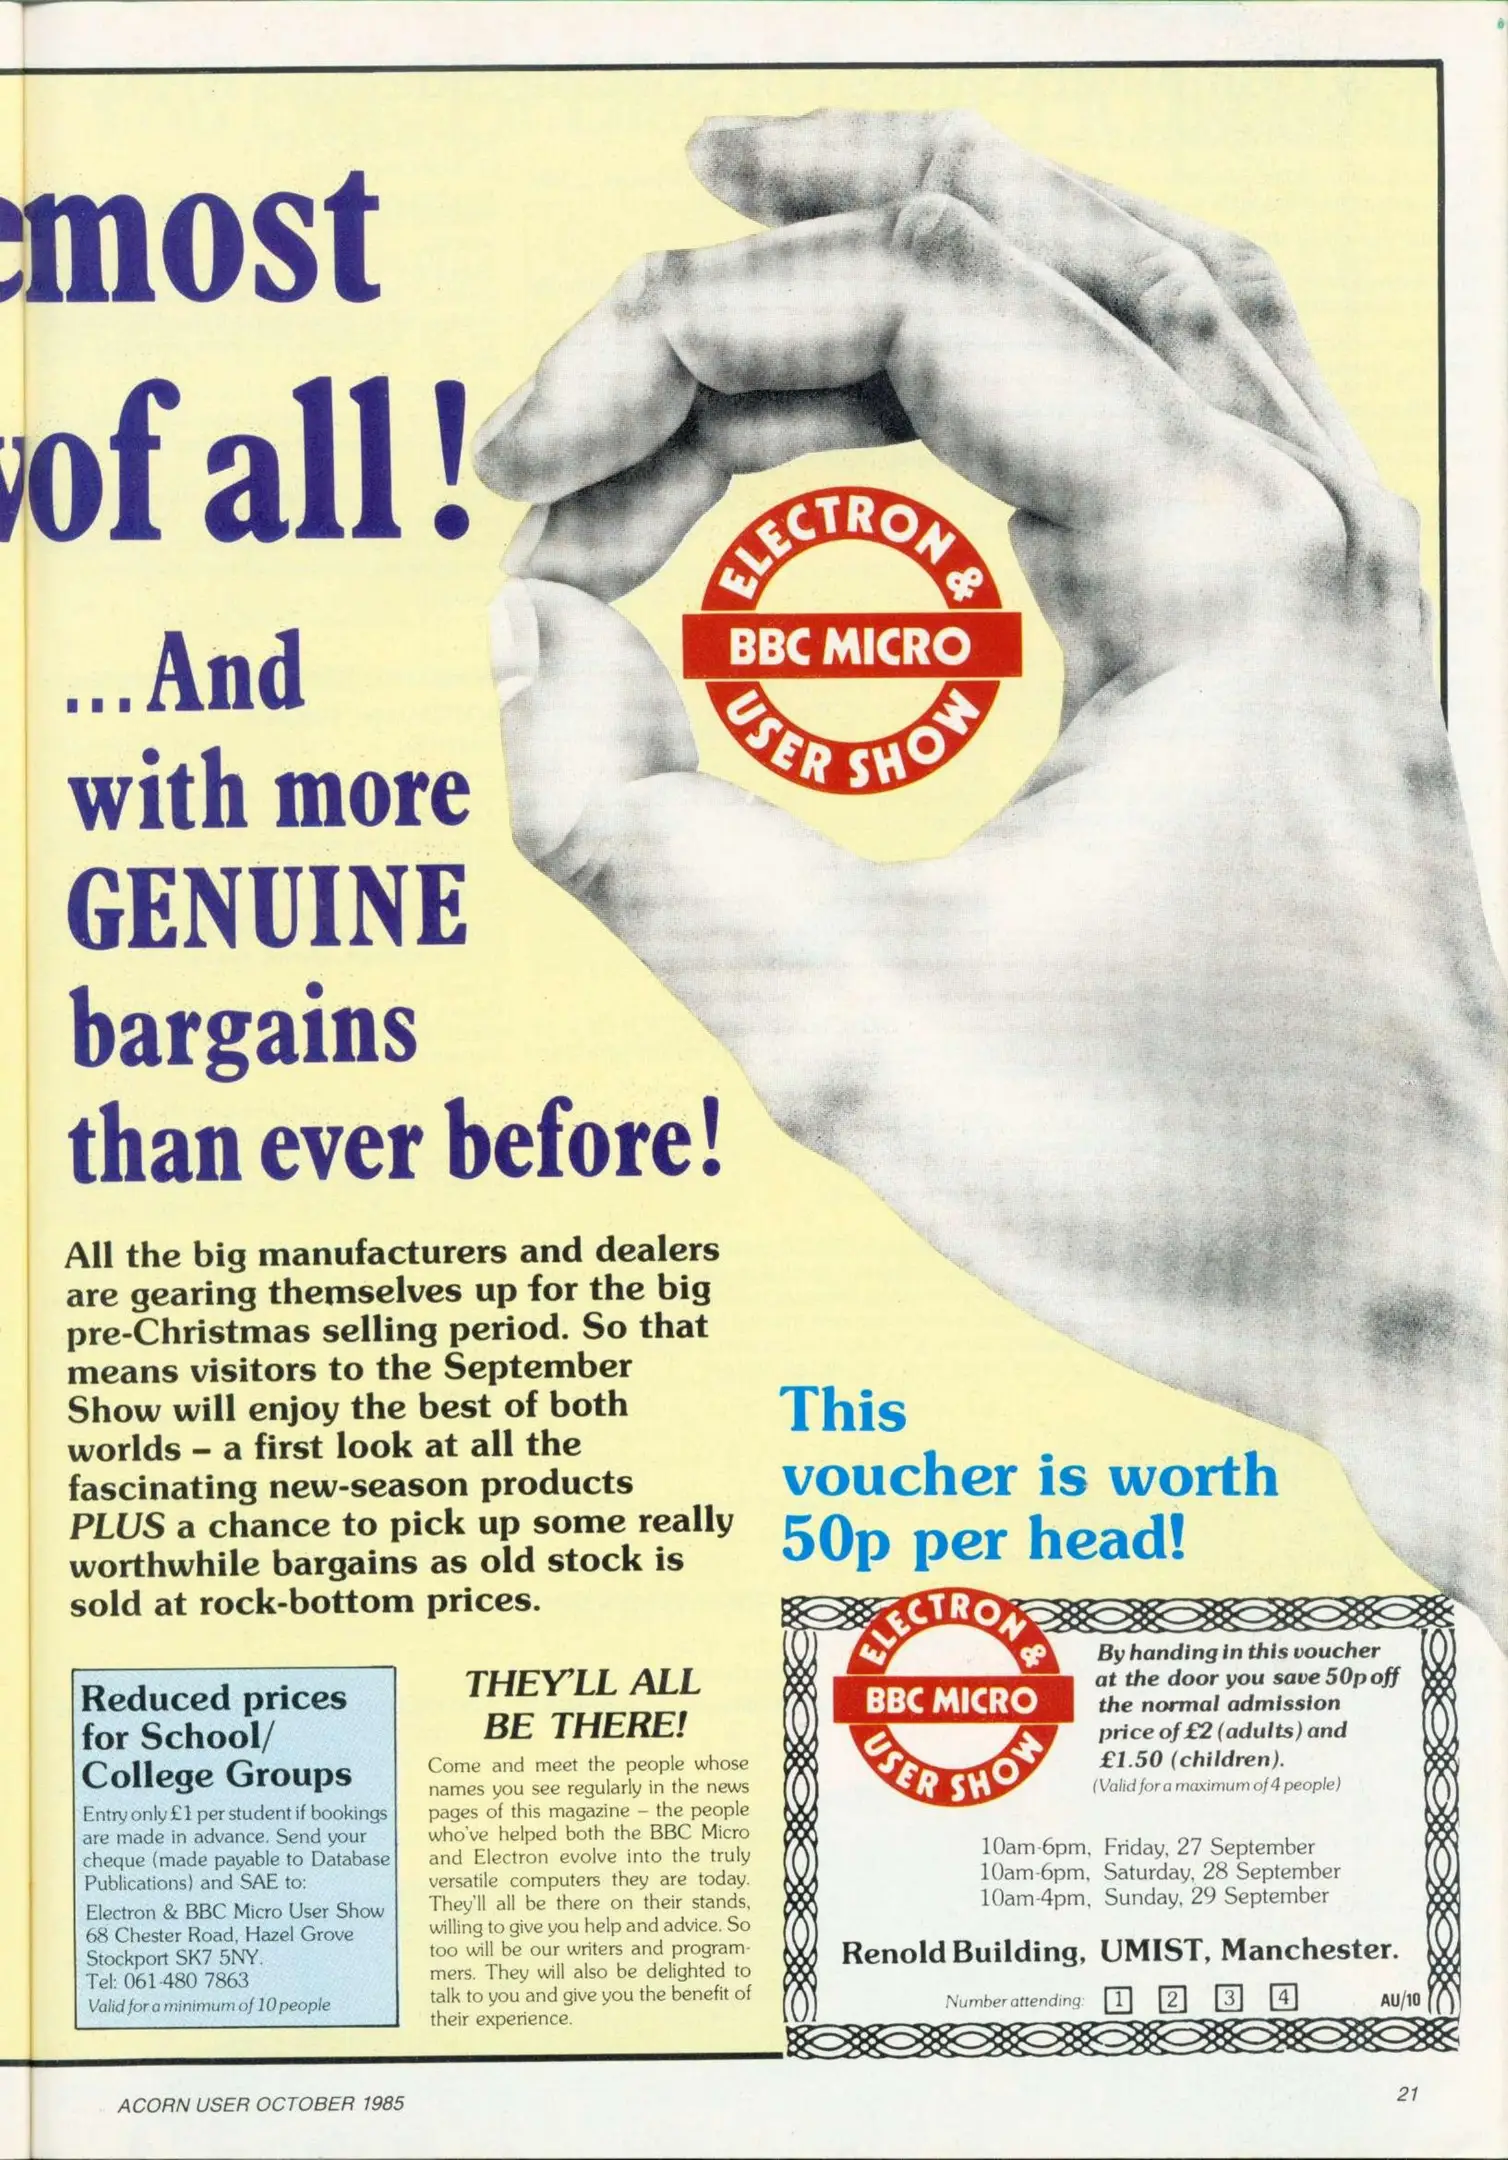 most
of all!
...And
with more
GENUINE
bargains
than ever before!
ELECTRON &
BBC MICRO
USER SHOW
All the big manufacturers and dealers
are gearing themselves up for the big
pre-Christmas selling period. So that
means visitors to the September
Show will enjoy the best of both
worlds – a first look at all the
fascinating new-season products
PLUS a chance to pick up some really
worthwhile bargains as old stock is
sold at rock-bottom prices.
Reduced prices
for School/
College Groups
Entry only £1 per student if bookings
are made in advance. Send your
cheque (made payable to Database
Publications) and SAE to:
Electron & BBC Micro User Show
68 Chester Road, Hazel Grove
Stockport SK7 5NY.
Tel: 061-480 7863
Valid for a minimum of 10 people
THEY'LL ALL
BE THERE!
Come and meet the people whose
names you see regularly in the news
pages of this magazine – the people
who've helped both the BBC Micro
and Electron evolve into the truly
versatile computers they are today.
They'll all be there on their stands,
willing to give you help and advice. So
too will be our writers and program-
mers. They will also be delighted to
talk to you and give you the benefit of
their experience.
This
voucher is worth
50p per head!
ELECTRON &
BBC MICRO
USER SHOW
By handing in this voucher
at the door you save 50p off
the normal admission
price of £2 (adults) and
£1.50 (children).
(Valid for a maximum of 4 people)
10am-6pm, Friday, 27 September
10am-6pm, Saturday, 28 September
10am-4pm, Sunday, 29 September
Renold Building, UMIST, Manchester.
Number attending: 1 2 3 4 AU/10
ACORN USER OCTOBER 1985
21